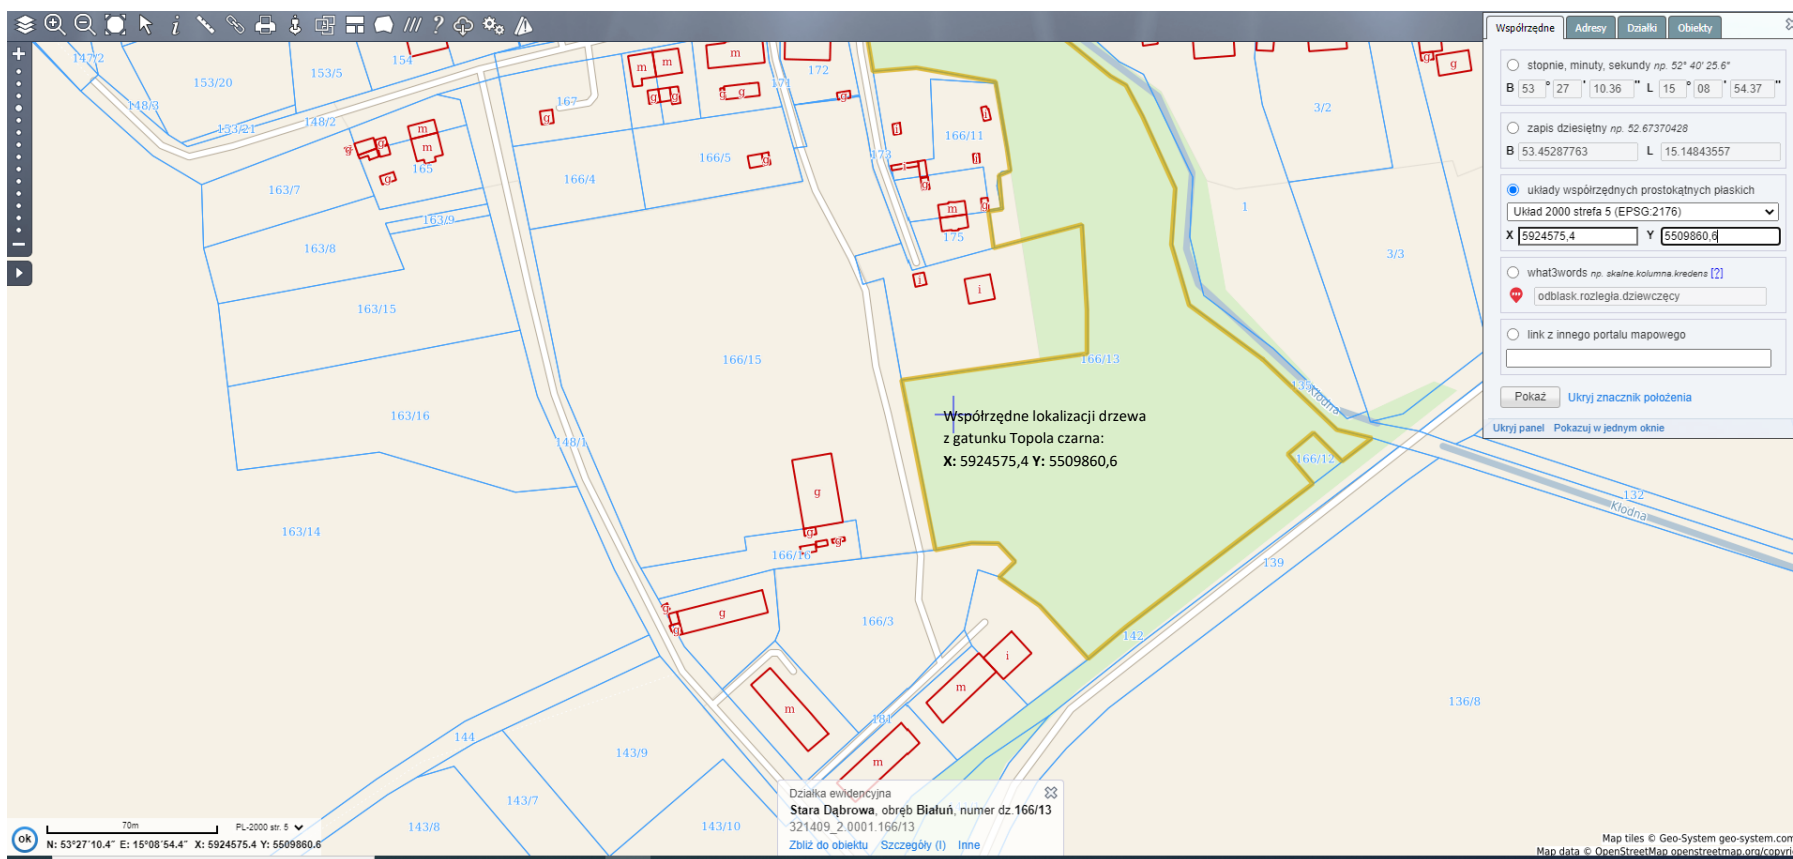 Współrzędne Adresy Działki Obiekty
stopnie, minuty, sekundy np. 52° 40' 25.6"
B 53 ° 27 ' 10.36 " L 15 ° 08 ' 54.37 "
zapis dziesiętny np. 52.67370428
B 53.45287763 L 15.14843557
układy współrzędnych prostokątnych płaskich
Układ 2000 strefa 5 (EPSG:2176)
X 5924575,4 Y 5509860,6
what3words np. skalne.kolumna.kredens [?]
odblask.rozległa.dziewczęcy
link z innego portalu mapowego
Pokaż Ukryj znacznik położenia
Ukryj panel Pokazuj w jednym oknie
147/2
153/20
153/5
154
148/3
153/21
148/2
167
171
172
m m
m
g g
g g
g
g
g
m
m
g
g
g
165
166/5
g
166/4
163/7
163/9
163/8
163/15
163/16
163/14
173
166/11
i
i
i
i
g
m
g
175
i
i
3/2
1
3/3
g
g
166/15
166/13
135
Kłodna
148/1
Współrzędne lokalizacji drzewa
z gatunku Topola czarna:
X: 5924575,4 Y: 5509860,6
166/12
132
Kłodna
g
g
g
166/16
139
g
g
g
166/3
142
i
m
m
181
m
136/8
144
143/9
143/7
143/8
143/10
Działka ewidencyjna
Stara Dąbrowa, obręb Białuń, numer dz.166/13
321409_2.0001.166/13
Zbliż do obiektu Szczegóły (I) Inne
ok 70m PL-2000 str. 5
N: 53°27'10.4" E: 15°08'54.4" X: 5924575.4 Y: 5509860.6
Map tiles © Geo-System geo-system.com
Map data © OpenStreetMap openstreetmap.org/copyri